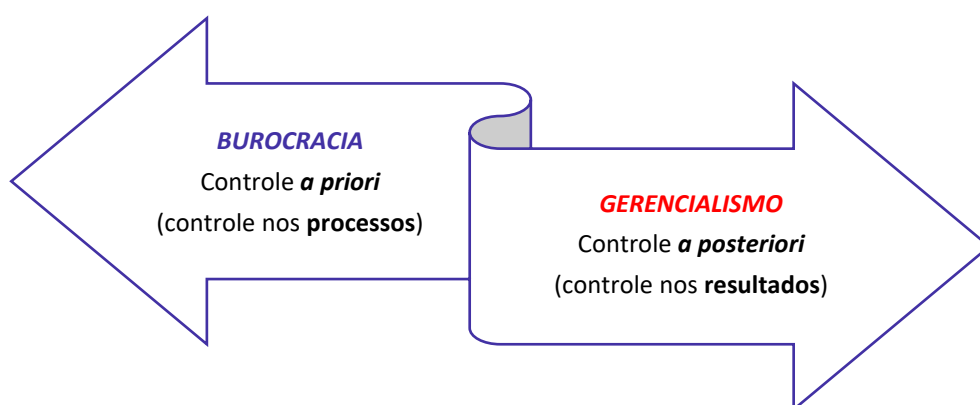 BUROCRACIA
Controle a priori
(controle nos processos)
GERENCIALISMO
Controle a posteriori
(controle nos resultados)